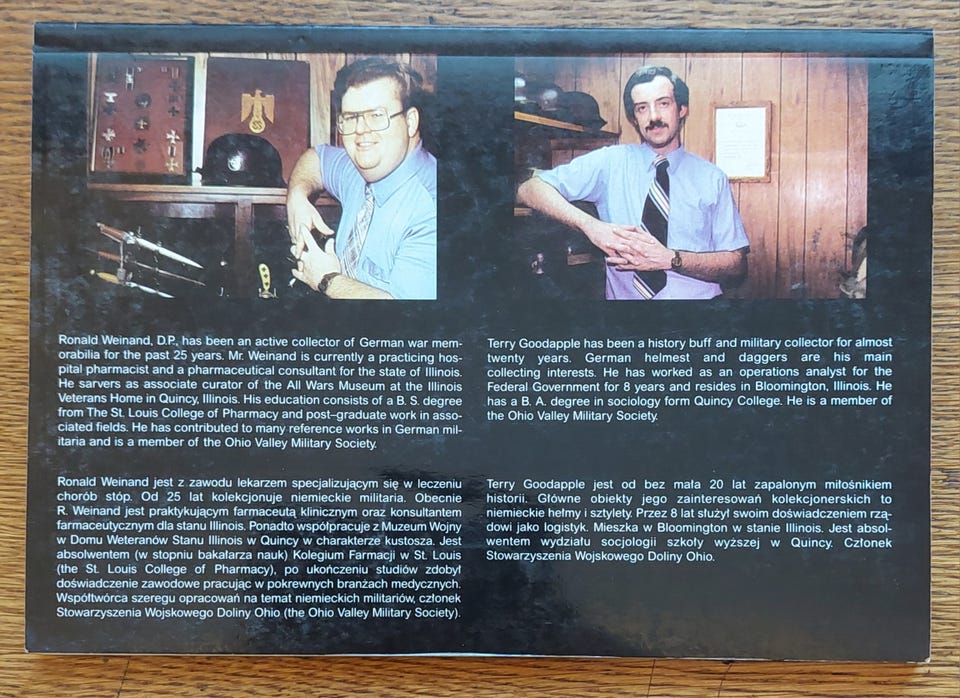 Ronald Weinand, D.P., has been an active collector of German war mem-
orabilia for the past 25 years. Mr. Weinand is currently a practicing hos-
pital pharmacist and a pharmaceutical consultant for the state of Illinois.
He sarvers as associate curator of the All Wars Museum at the Illinois
Veterans Home in Quincy, Illinois. His education consists of a B. S. degree
from The St. Louis College of Pharmacy and post–graduate work in asso-
ciated fields. He has contributed to many reference works in German mil-
itaria and is a member of the Ohio Valley Military Society.
Ronald Weinand jest z zawodu lekarzem specjalizującym się w leczeniu
chorób stóp. Od 25 lat kolekcjonuje niemieckie militaria. Obecnie
R. Weinand jest praktykującym farmaceutą klinicznym oraz konsultantem
farmaceutycznym dla stanu Illinois. Ponadto współpracuje z Muzeum Wojny
w Domu Weteranów Stanu Illinois w Quincy w charakterze kustosza. Jest
absolwentem (w stopniu bakałarza nauk) Kolegium Farmacji w St. Louis
(the St. Louis College of Pharmacy), po ukończeniu studiów zdobył
doświadczenie zawodowe pracując w pokrewnych branżach medycznych.
Współtwórca szeregu opracowań na temat niemieckich militariów, członek
Stowarzyszenia Wojskowego Doliny Ohio (the Ohio Valley Military Society).
Terry Goodapple has been a history buff and military collector for almost
twenty years. German helmest and daggers are his main
collecting interests. He has worked as an operations analyst for the
Federal Government for 8 years and resides in Bloomington, Illinois. He
has a B. A. degree in sociology form Quincy College. He is a member of
the Ohio Valley Military Society.
Terry Goodapple jest od bez mała 20 lat zapalonym miłośnikiem
historii. Główne obiekty jego zainteresowań kolekcjonerskich to
niemieckie hełmy i sztylety. Przez 8 lat służył swoim doświadczeniem rzą-
dowi jako logistyk. Mieszka w Bloomington w stanie Illinois. Jest absol-
wentem wydziału socjologii szkoły wyższej w Quincy. Członek
Stowarzyszenia Wojskowego Doliny Ohio.